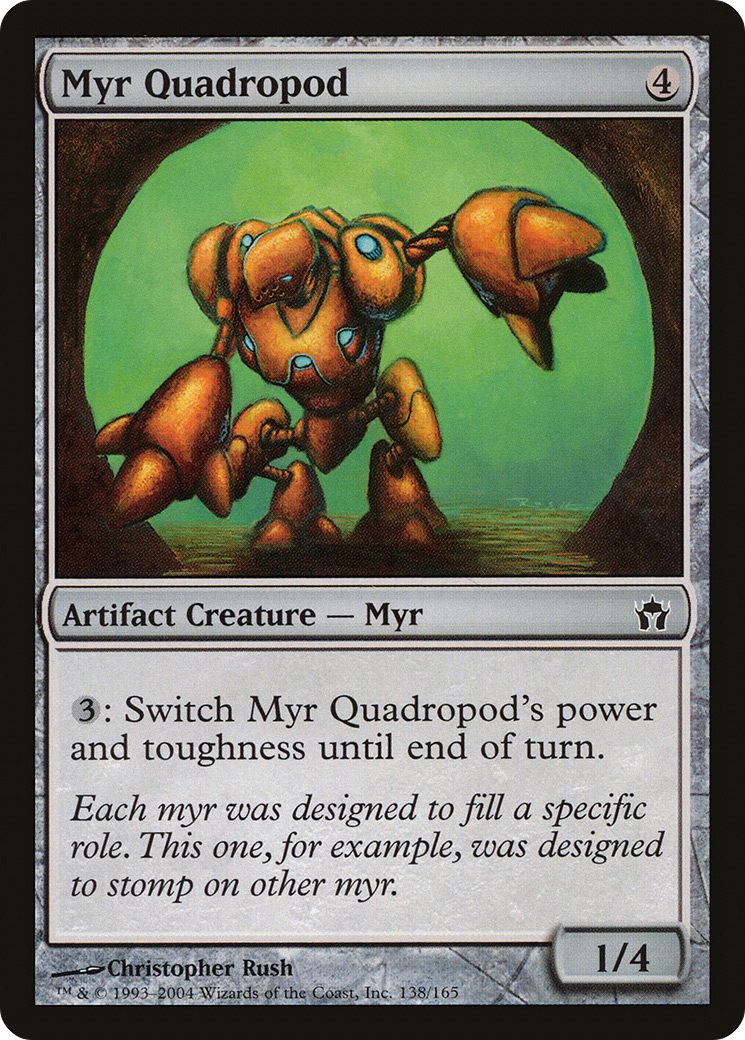 Myr Quadropod 4
Artifact Creature — Myr
3: Switch Myr Quadropod's power
and toughness until end of turn.
Each myr was designed to fill a specific
role. This one, for example, was designed
to stomp on other myr.
1/4
Christopher Rush
™ & © 1993–2004 Wizards of the Coast, Inc. 138/165